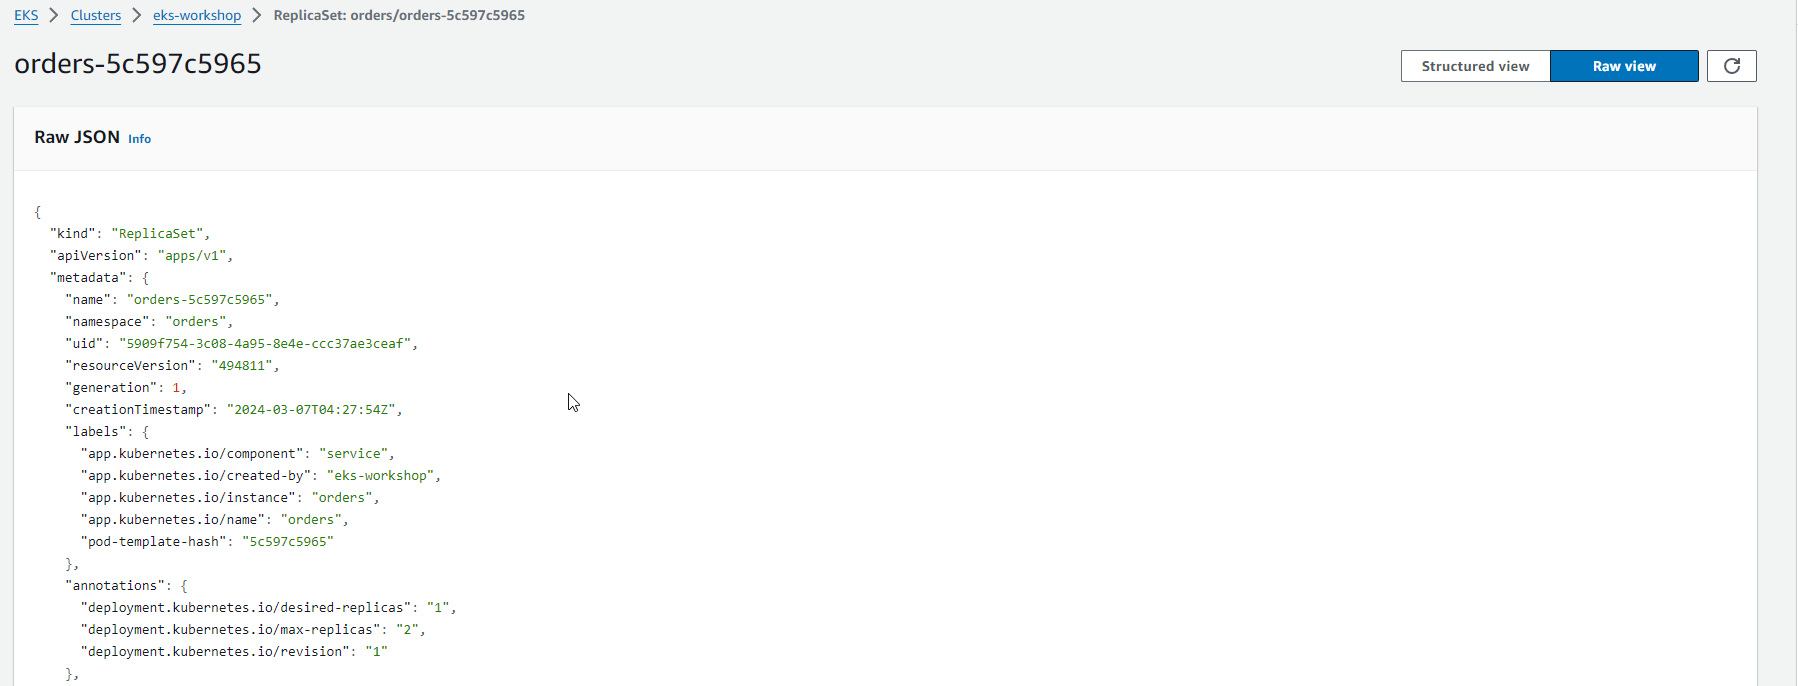 EKS > Clusters > eks-workshop > ReplicaSet: orders/orders-5c597c5965
orders-5c597c5965
Structured view Raw view
Raw JSON Info
{
  "kind": "ReplicaSet",
  "apiVersion": "apps/v1",
  "metadata": {
    "name": "orders-5c597c5965",
    "namespace": "orders",
    "uid": "5909f754-3c08-4a95-8e4e-ccc37ae3ceaf",
    "resourceVersion": "494811",
    "generation": 1,
    "creationTimestamp": "2024-03-07T04:27:54Z",
    "labels": {
      "app.kubernetes.io/component": "service",
      "app.kubernetes.io/created-by": "eks-workshop",
      "app.kubernetes.io/instance": "orders",
      "app.kubernetes.io/name": "orders",
      "pod-template-hash": "5c597c5965"
    },
    "annotations": {
      "deployment.kubernetes.io/desired-replicas": "1",
      "deployment.kubernetes.io/max-replicas": "2",
      "deployment.kubernetes.io/revision": "1"
    },